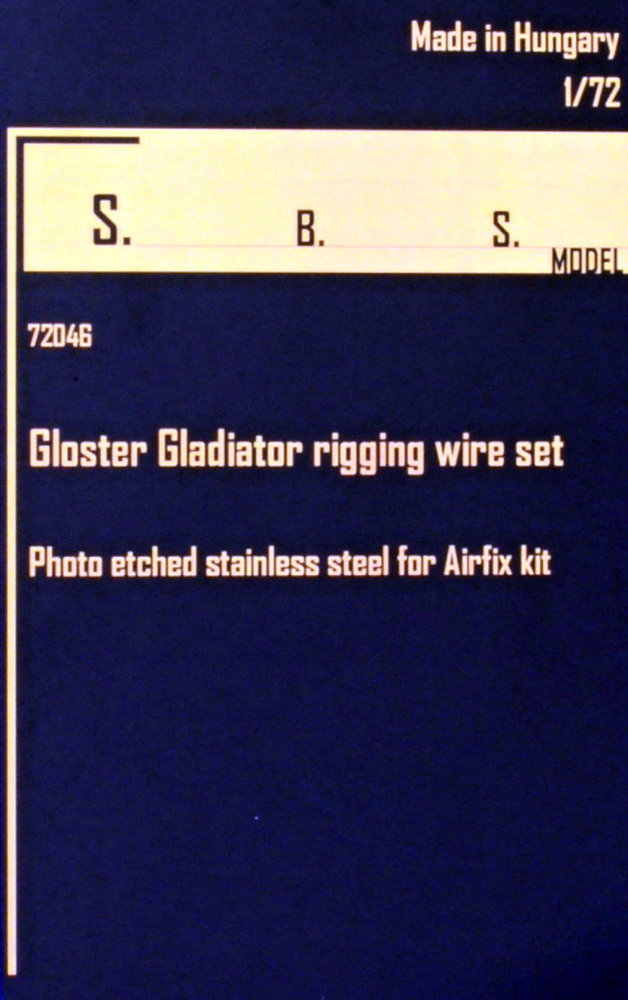 Made in Hungary
1/72
S. B. S.
MODEL
72046
Gloster Gladiator rigging wire set
Photo etched stainless steel for Airfix kit